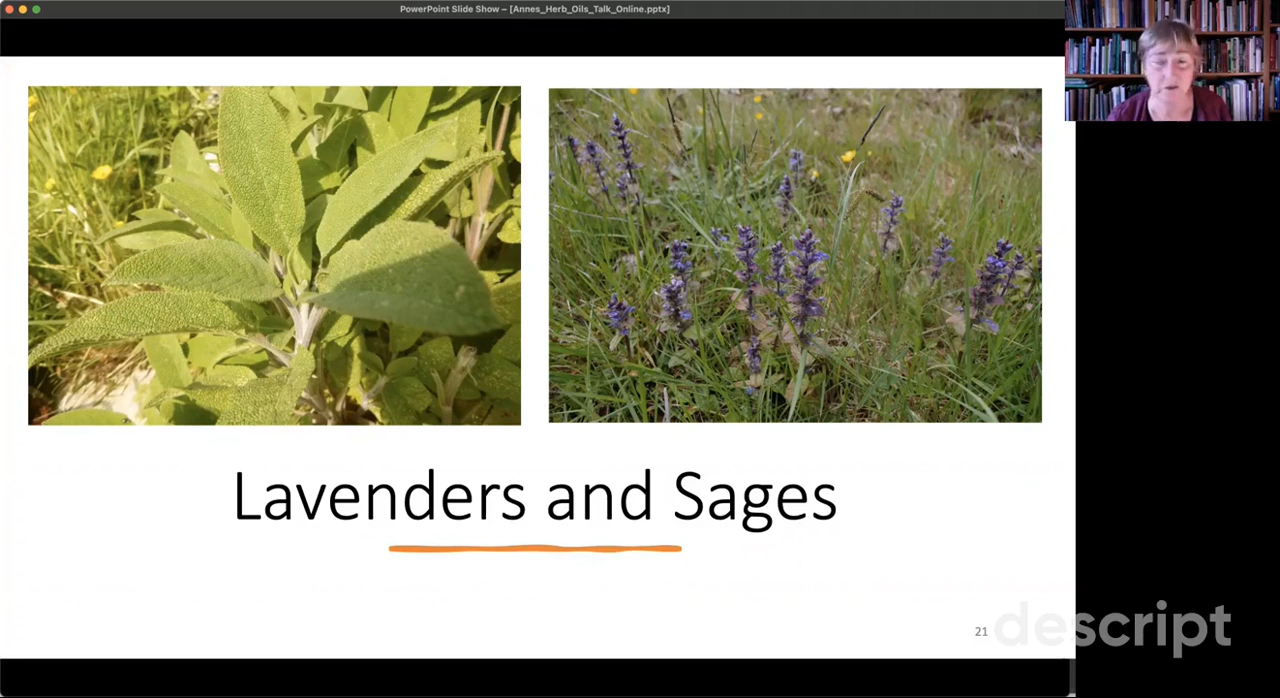 PowerPoint Slide Show – [Annes_Herb_Oils_Talk_Online.pptx]
Lavenders and Sages
21
descript